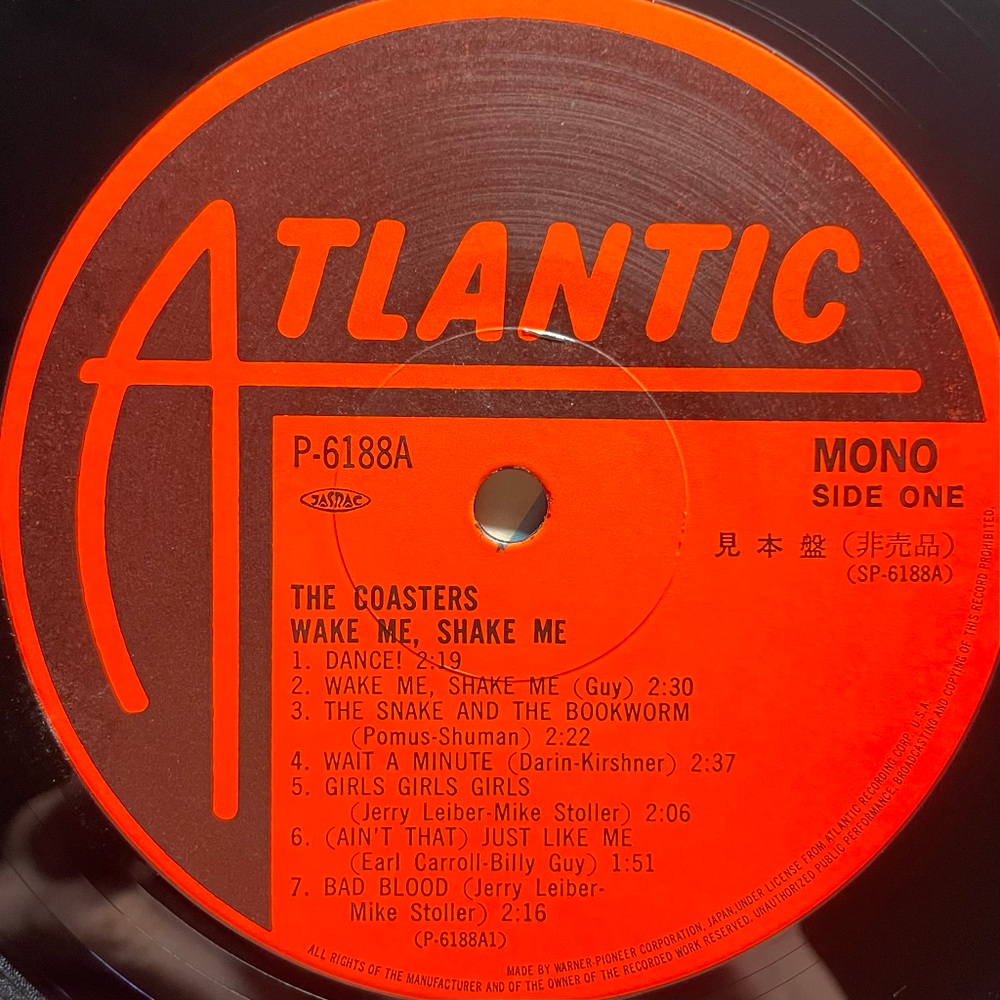 ATLANTIC
P-6188A
MONO
JASRAC
SIDE ONE
見本盤(非売品)
(SP-6188A)
THE COASTERS
WAKE ME, SHAKE ME
1. DANCE! 2:19
2. WAKE ME, SHAKE ME (Guy) 2:30
3. THE SNAKE AND THE BOOKWORM
(Pomus-Shuman) 2:22
4. WAIT A MINUTE (Darin-Kirshner) 2:37
5. GIRLS GIRLS GIRLS
(Jerry Leiber-Mike Stoller) 2:06
6. (AIN'T THAT) JUST LIKE ME
(Earl Carroll-Billy Guy) 1:51
7. BAD BLOOD (Jerry Leiber-
Mike Stoller) 2:16
(P-6188A1)
MADE BY WARNER-PIONEER CORPORATION, JAPAN, UNDER LICENSE FROM ATLANTIC RECORDING CORP., U.S.A.
ALL RIGHTS OF THE MANUFACTURER AND OF THE OWNER OF THE RECORDED WORK RESERVED. UNAUTHORIZED PUBLIC PERFORMANCE, BROADCASTING AND COPYING OF THIS RECORD PROHIBITED.